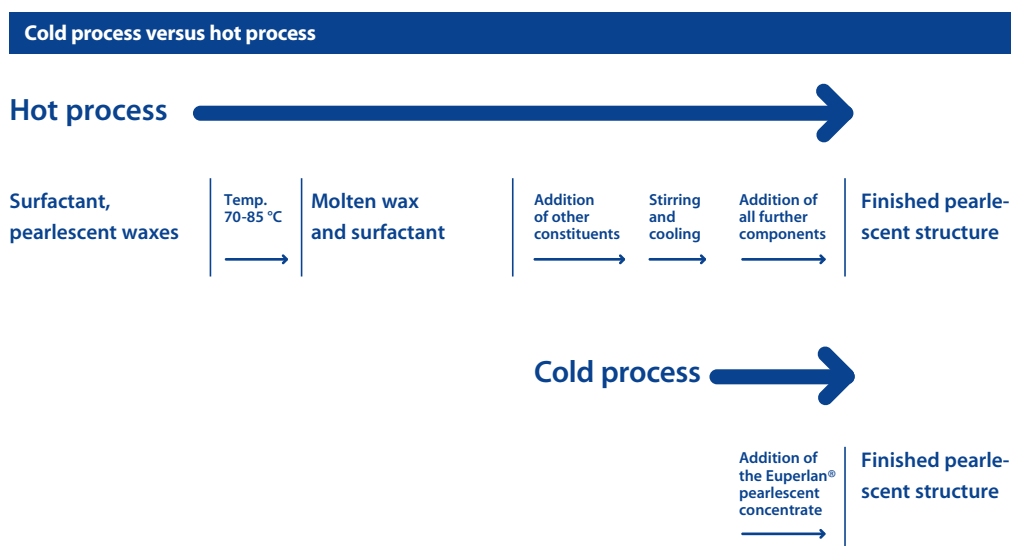 Cold process versus hot process
Hot process
Surfactant,
pearlescent waxes
Temp.
70-85 °C
Molten wax
and surfactant
Addition
of other
constituents
Stirring
and
cooling
Addition of
all further
components
Finished pearle-
scent structure
Cold process
Addition of
the Euperlan®
pearlescent
concentrate
Finished pearle-
scent structure